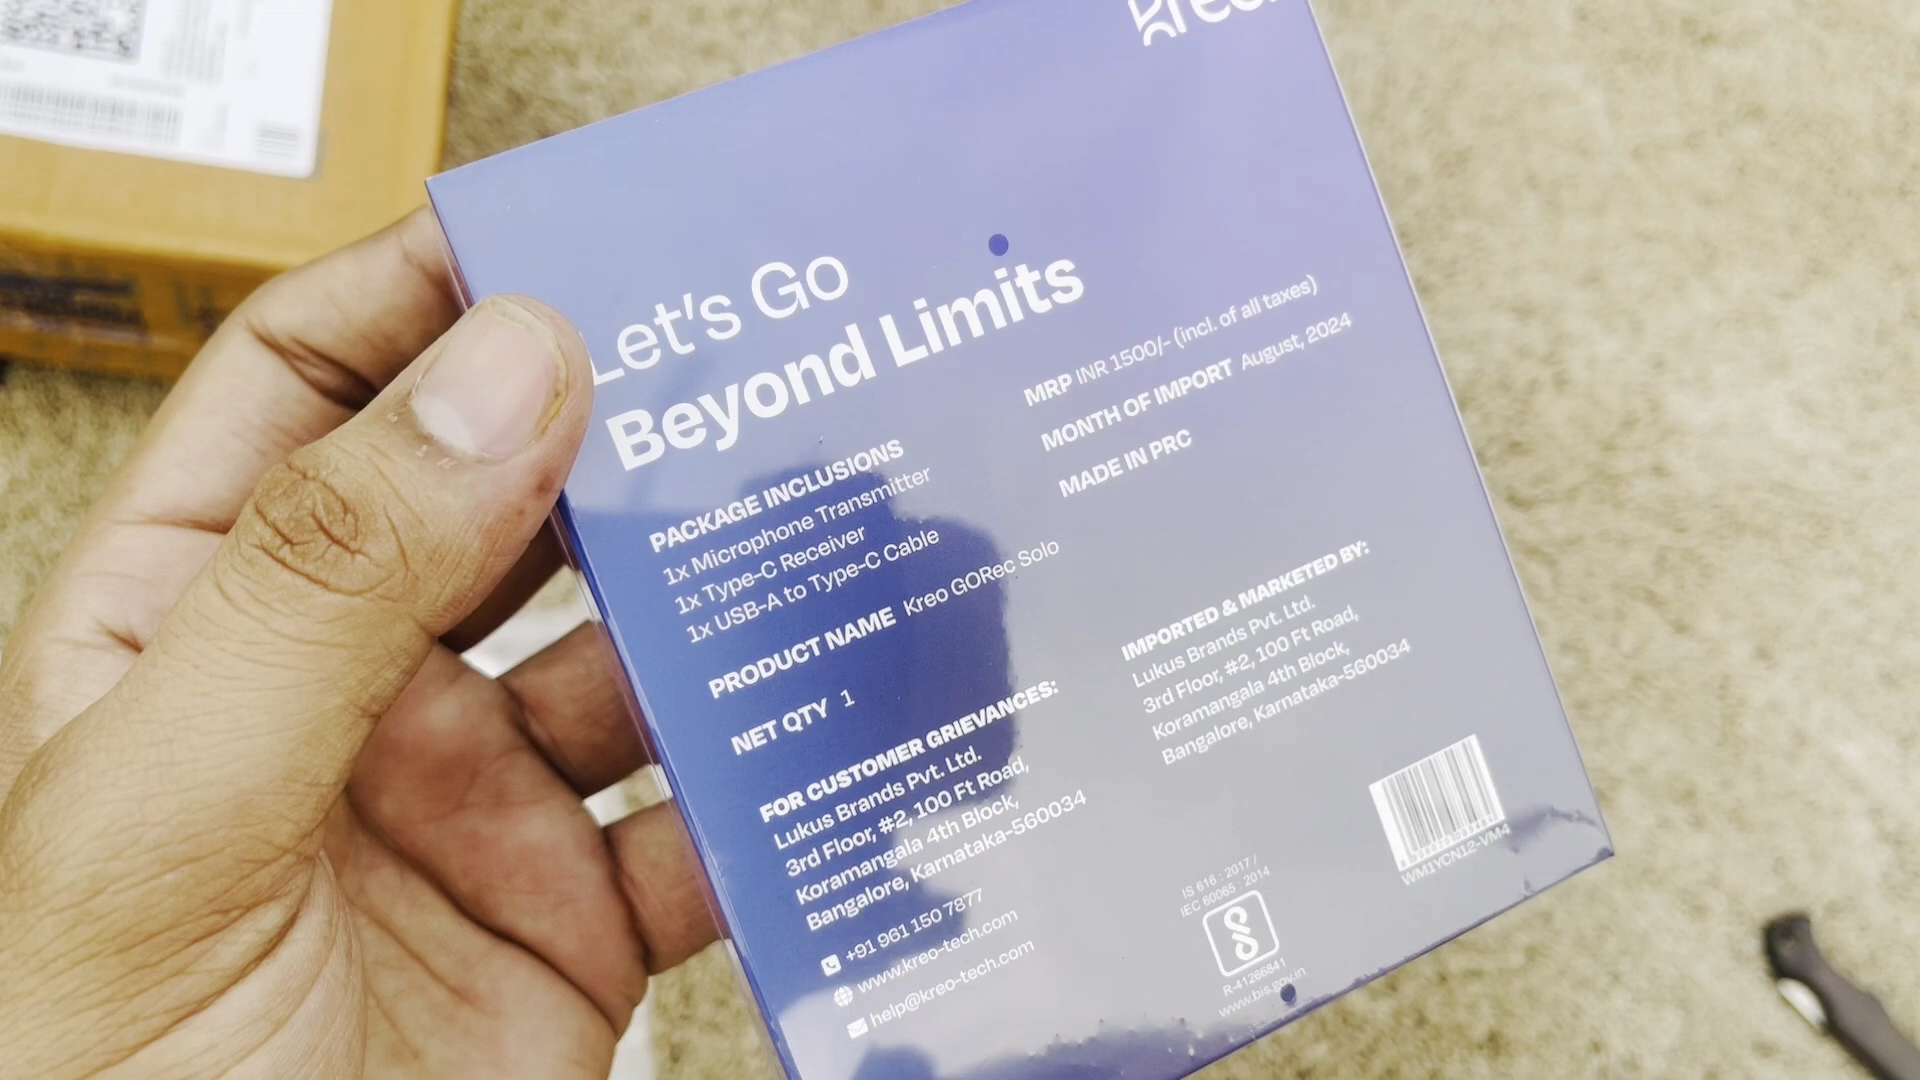 Let's Go
Beyond Limits
PACKAGE INCLUSIONS
1x Microphone Transmitter
1x Type-C Receiver
1x USB-A to Type-C Cable
PRODUCT NAME Kreo GORec Solo
NET QTY 1
FOR CUSTOMER GRIEVANCES:
Lukus Brands Pvt. Ltd.
3rd Floor, #2, 100 Ft Road,
Koramangala 4th Block,
Bangalore, Karnataka-560034
+91 961 150 7877
www.kreo-tech.com
help@kreo-tech.com
MRP INR 1500/- (incl. of all taxes)
MONTH OF IMPORT August, 2024
MADE IN PRC
IMPORTED & MARKETED BY:
Lukus Brands Pvt. Ltd.
3rd Floor, #2, 100 Ft Road,
Koramangala 4th Block,
Bangalore, Karnataka-560034
WM1YCN12-VM4
IS 616 : 2017 /
IEC 60065 : 2014
R-41266841
www.bis.gov.in